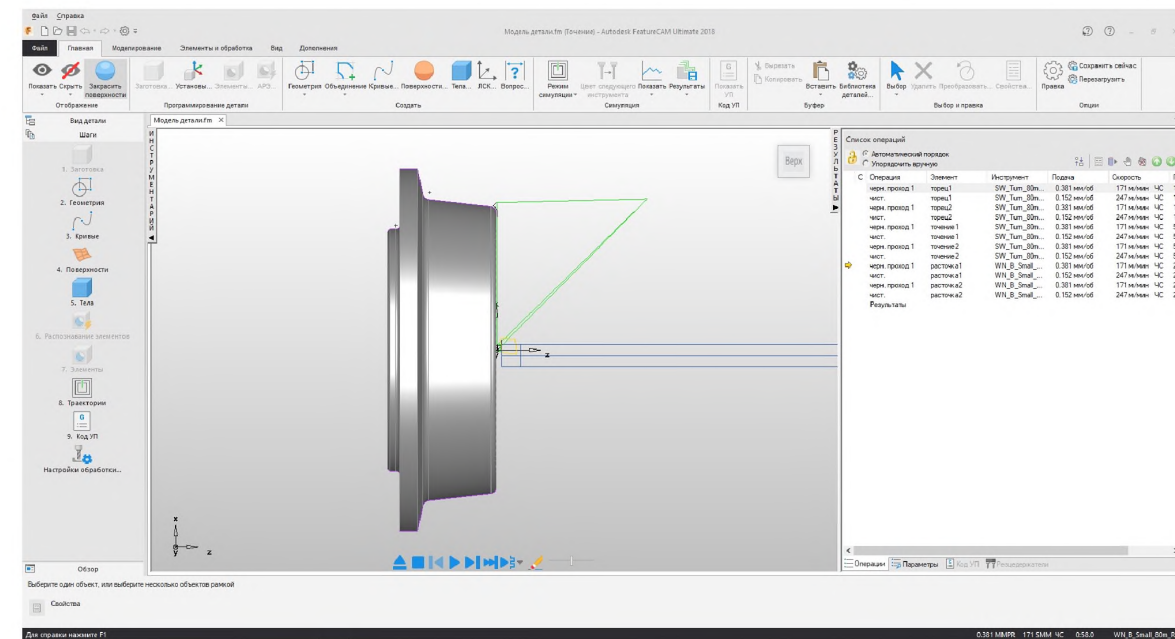 Файл Справка
Модель детали.fm (Точение) - Autodesk FeatureCAM Ultimate 2018
Файл Главная Моделирование Элементы и обработка Вид Дополнения
Показать Скрыть Закрасить поверхности
Заготовка... Установы... Элементы... АРЭ...
Геометрия Объединение Кривые... Поверхности... Тела... ЛСК... Вопрос...
Режим симуляции Цвет следующего инструмента Показать Результаты
Показать УП
Вырезать
Копировать
Вставить Библиотека деталей...
Выбор Удалить Преобразовать... Свойства...
Правка
Сохранить сейчас
Перезагрузить
Отображение Программирование детали Создать Симуляция Код УП Буфер Выбор и правка Опции
Вид детали
Шаги
1. Заготовка
2. Геометрия
3. Кривые
4. Поверхности
5. Тела
6. Распознавание элементов
7. Элементы
8. Траектории
9. Код УП
Настройки обработки...
Обзор
Модель детали.fm
ИНСТРУМЕНТАРИЙ
Верх
z
x
y z
РЕЗУЛЬТАТЫ
Список операций
Автоматический порядок
Упорядочить вручную
С Операция Элемент Инструмент Подача Скорость
черн. проход 1 торец1 SW_Turn_80m... 0.381 мм/об 171 м/мин ЧС
чист. торец1 SW_Turn_80m... 0.152 мм/об 247 м/мин ЧС
черн. проход 1 торец2 SW_Turn_80m... 0.381 мм/об 171 м/мин ЧС
чист. торец2 SW_Turn_80m... 0.152 мм/об 247 м/мин ЧС
черн. проход 1 точение1 SW_Turn_80m... 0.381 мм/об 171 м/мин ЧС
чист. точение1 SW_Turn_80m... 0.152 мм/об 247 м/мин ЧС
черн. проход 1 точение2 SW_Turn_80m... 0.381 мм/об 171 м/мин ЧС
чист. точение2 SW_Turn_80m... 0.152 мм/об 247 м/мин ЧС
черн. проход 1 расточка1 WN_B_Small_... 0.381 мм/об 171 м/мин ЧС
чист. расточка1 WN_B_Small_... 0.152 мм/об 247 м/мин ЧС
черн. проход 1 расточка2 WN_B_Small_... 0.381 мм/об 171 м/мин ЧС
чист. расточка2 WN_B_Small_... 0.152 мм/об 247 м/мин ЧС
Результаты
Операции Параметры Код УП Резцедержатели
Выберите один объект, или выберите несколько объектов рамкой
Свойства
Для справки нажмите F1
0.381 MMPR 171 SMM ЧС 0:58.0